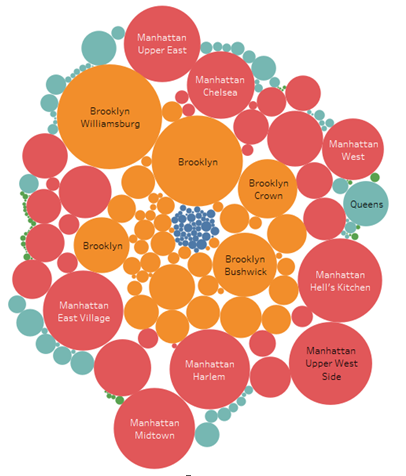 Manhattan
Upper East
Manhattan
Chelsea
Brooklyn
Williamsburg
Manhattan
West
Brooklyn
Brooklyn
Crown
Queens
Brooklyn
Brooklyn
Bushwick
Manhattan
Hell's Kitchen
Manhattan
East Village
Manhattan
Upper West
Side
Manhattan
Harlem
Manhattan
Midtown